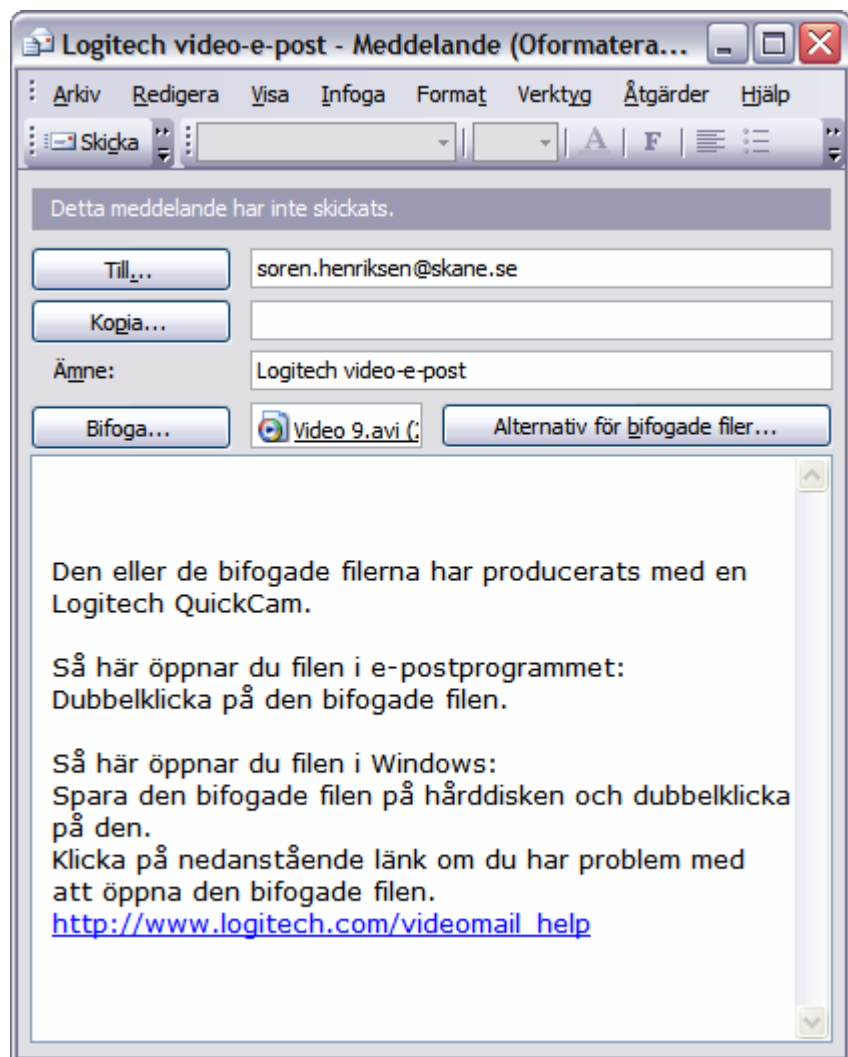 Logitech video-e-post - Meddelande (Oformatera...
Arkiv Redigera Visa Infoga Format Verktyg Åtgärder Hjälp
Skicka A F
Detta meddelande har inte skickats.
Till... soren.henriksen@skane.se
Kopia...
Ämne: Logitech video-e-post
Bifoga... Video 9.avi ( Alternativ för bifogade filer...
Den eller de bifogade filerna har producerats med en
Logitech QuickCam.
Så här öppnar du filen i e-postprogrammet:
Dubbelklicka på den bifogade filen.
Så här öppnar du filen i Windows:
Spara den bifogade filen på hårddisken och dubbelklicka
på den.
Klicka på nedanstående länk om du har problem med
att öppna den bifogade filen.
http://www.logitech.com/videomail_help